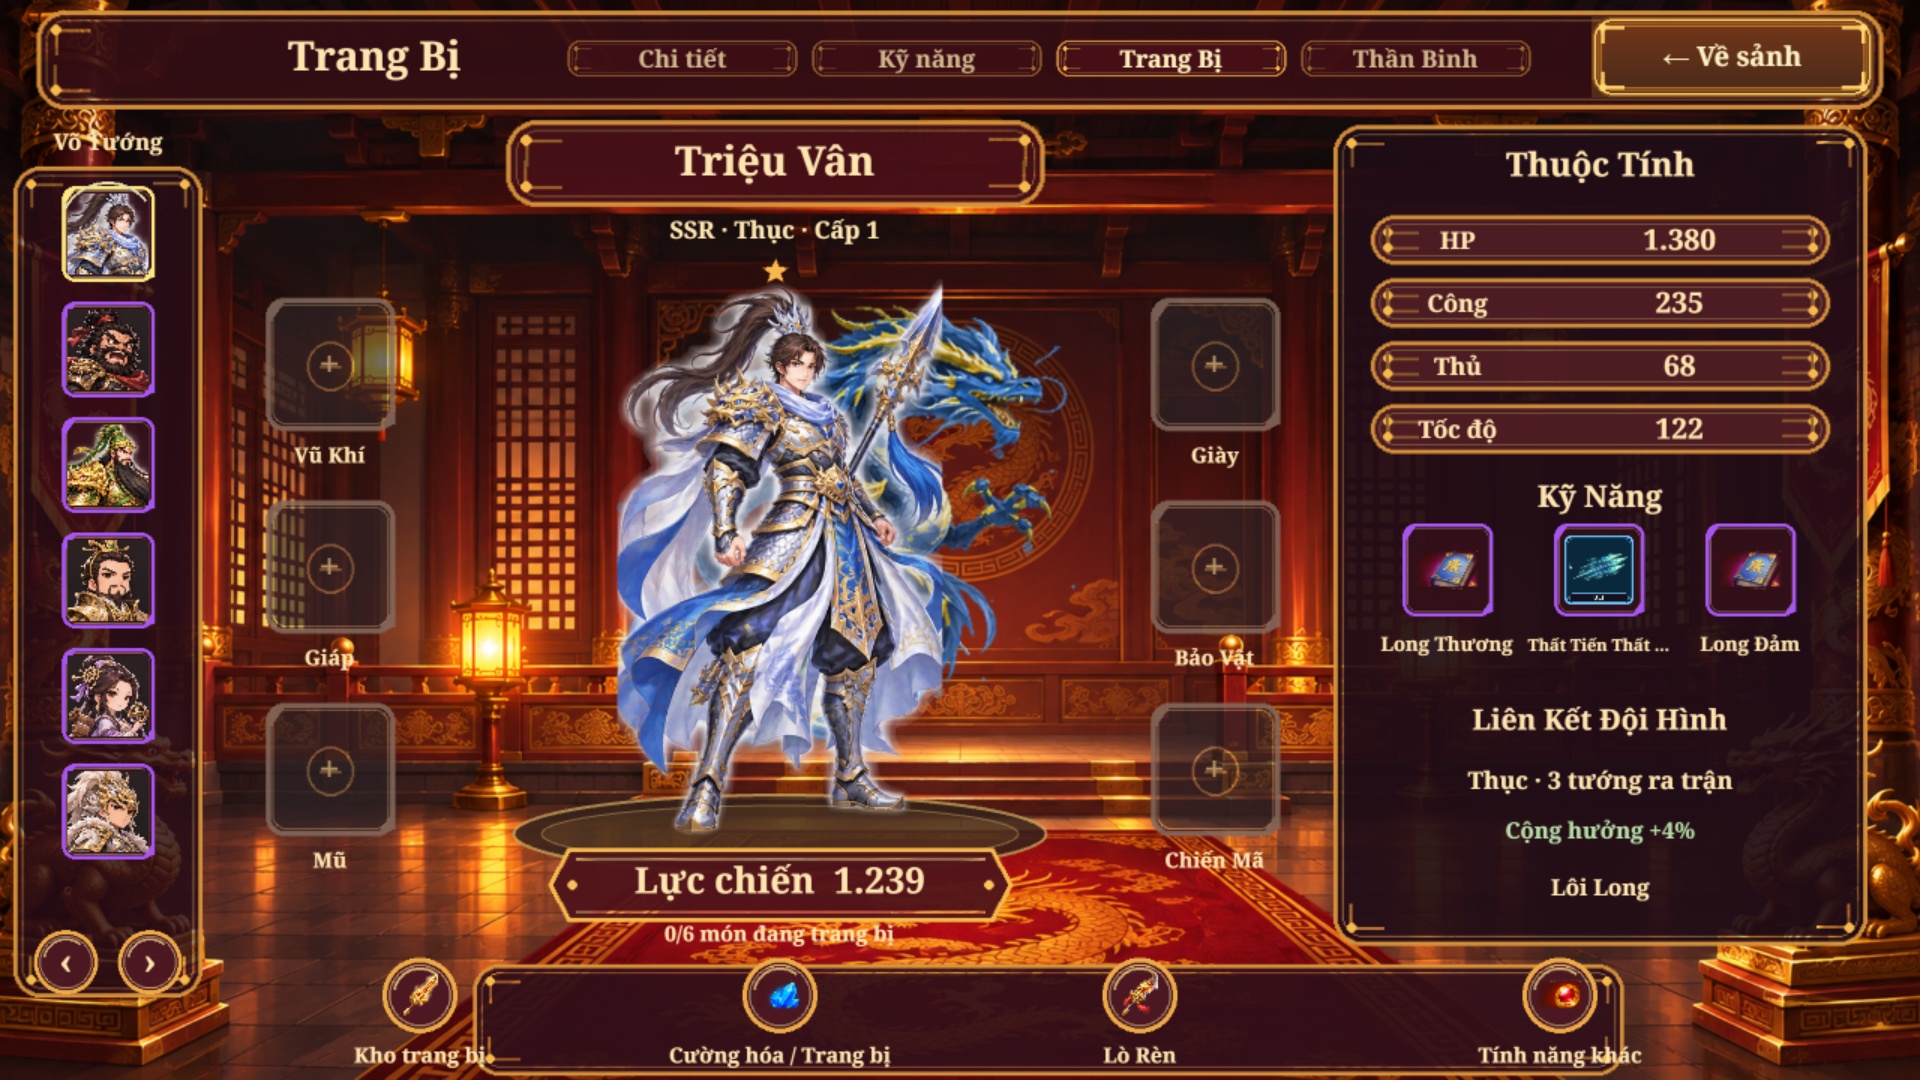 Trang Bị
Chi tiết
Kỹ năng
Trang Bị
Thần Binh
← Về sảnh
Võ Tướng
Triệu Vân
SSR · Thục · Cấp 1
Vũ Khí
Giáp
Mũ
Giày
Bảo Vật
Chiến Mã
Lực chiến 1.239
0/6 món đang trang bị
Thuộc Tính
HP 1.380
Công 235
Thủ 68
Tốc độ 122
Kỹ Năng
Long Thương
Thất Tiến Thất ...
Long Đảm
Liên Kết Đội Hình
Thục · 3 tướng ra trận
Cộng hưởng +4%
Lôi Long
Kho trang bị
Cường hóa / Trang bị
Lò Rèn
Tính năng khác